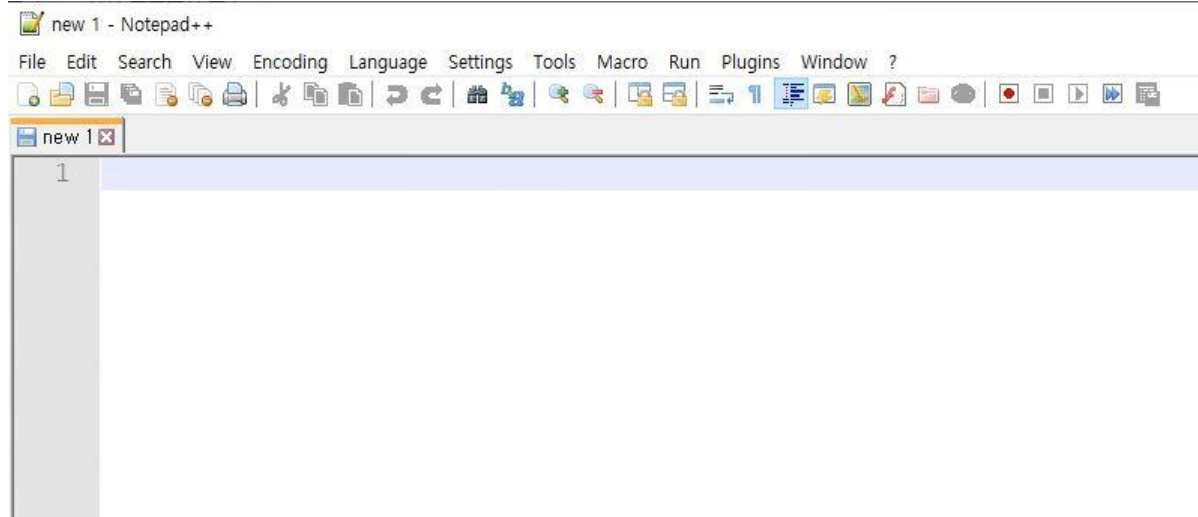 new 1 - Notepad++
File Edit Search View Encoding Language Settings Tools Macro Run Plugins Window ?
new 1
1